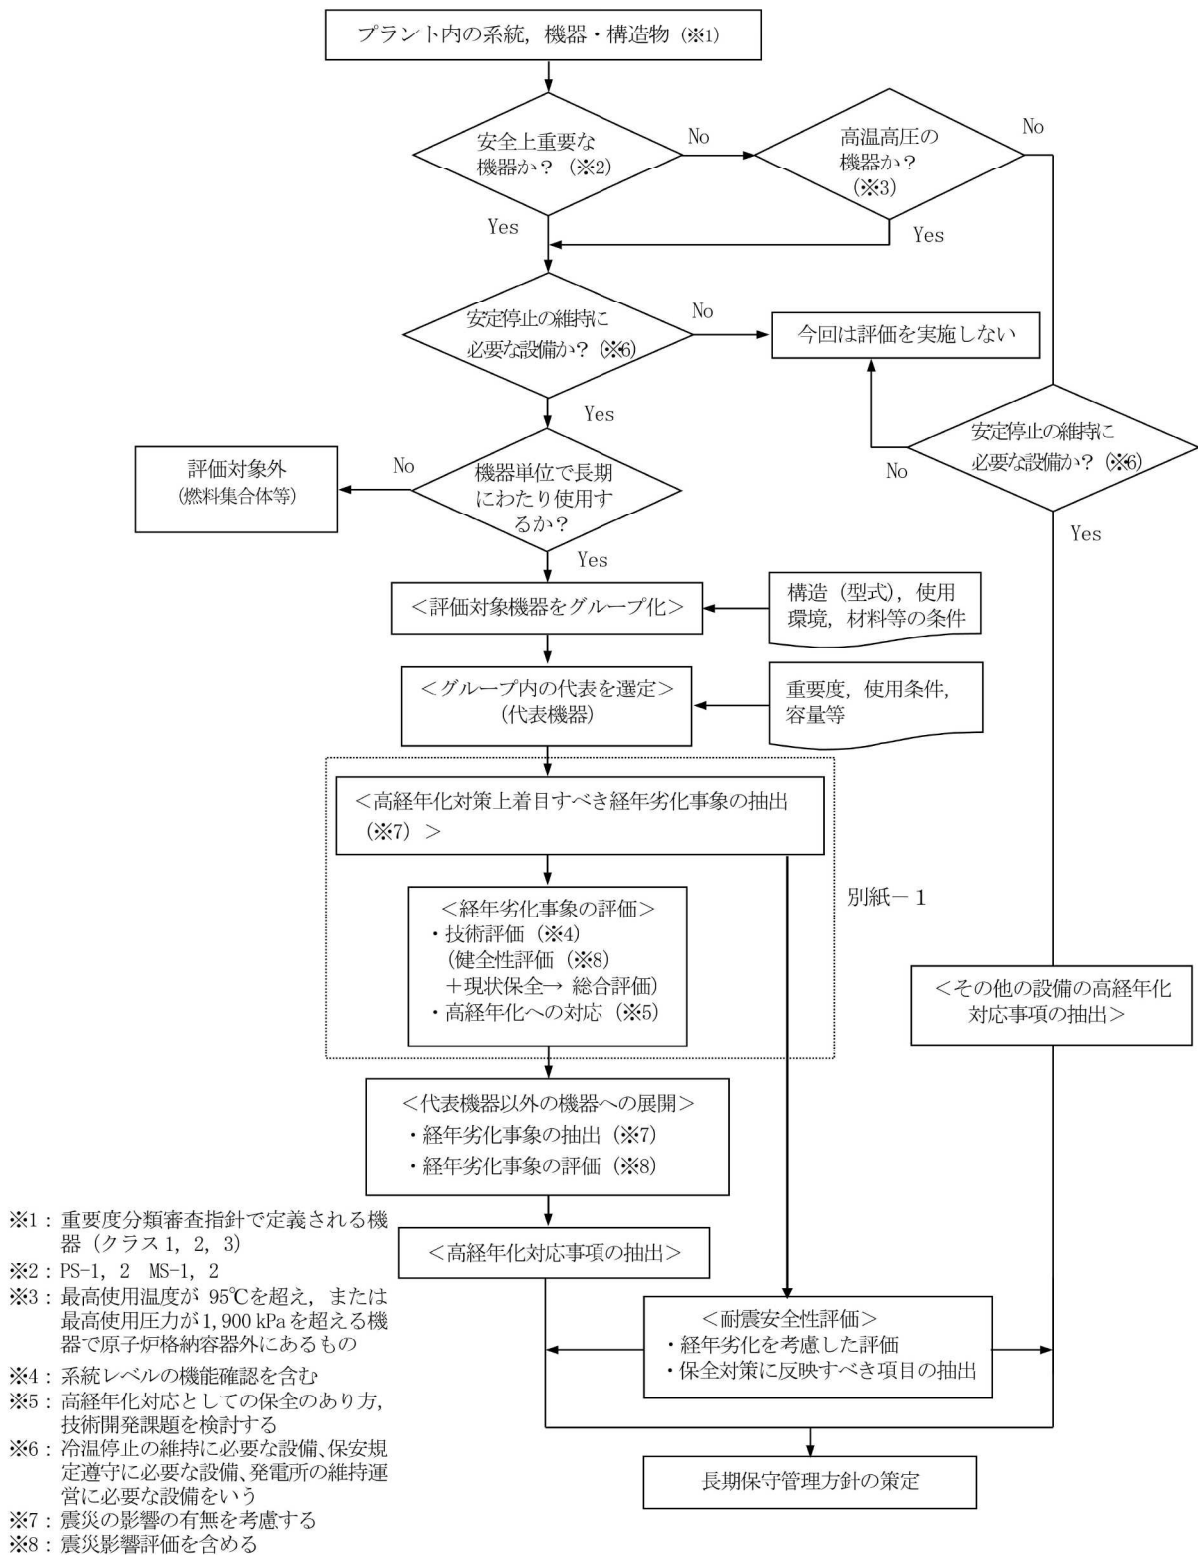 プラント内の系統，機器・構造物（※1）
安全上重要な
機器か？（※2）
No
高温高圧の
機器か？
（※3）
No
Yes
Yes
安定停止の維持に
必要な設備か？（※6）
No
今回は評価を実施しない
Yes
安定停止の維持に
必要な設備か？（※6）
No
Yes
機器単位で長期
にわたり使用す
るか？
No
評価対象外
(燃料集合体等)
Yes
＜評価対象機器をグループ化＞
構造（型式），使用
環境，材料等の条件
＜グループ内の代表を選定＞
(代表機器)
重要度，使用条件，
容量等
＜高経年化対策上着目すべき経年劣化事象の抽出
（※7）＞
＜経年劣化事象の評価＞
・技術評価（※4）
（健全性評価（※8）
＋現状保全→ 総合評価）
・高経年化への対応（※5）
別紙－１
＜その他の設備の高経年化
対応事項の抽出＞
＜代表機器以外の機器への展開＞
・経年劣化事象の抽出（※7）
・経年劣化事象の評価（※8）
＜高経年化対応事項の抽出＞
＜耐震安全性評価＞
・経年劣化を考慮した評価
・保全対策に反映すべき項目の抽出
長期保守管理方針の策定
※1：重要度分類審査指針で定義される機
器（クラス1, 2, 3）
※2：PS-1, 2　MS-1, 2
※3：最高使用温度が 95℃を超え，または
最高使用圧力が1,900 kPaを超える機
器で原子炉格納容器外にあるもの
※4：系統レベルの機能確認を含む
※5：高経年化対応としての保全のあり方，
技術開発課題を検討する
※6：冷温停止の維持に必要な設備、保安規
定遵守に必要な設備、発電所の維持運
営に必要な設備をいう
※7：震災の影響の有無を考慮する
※8：震災影響評価を含める